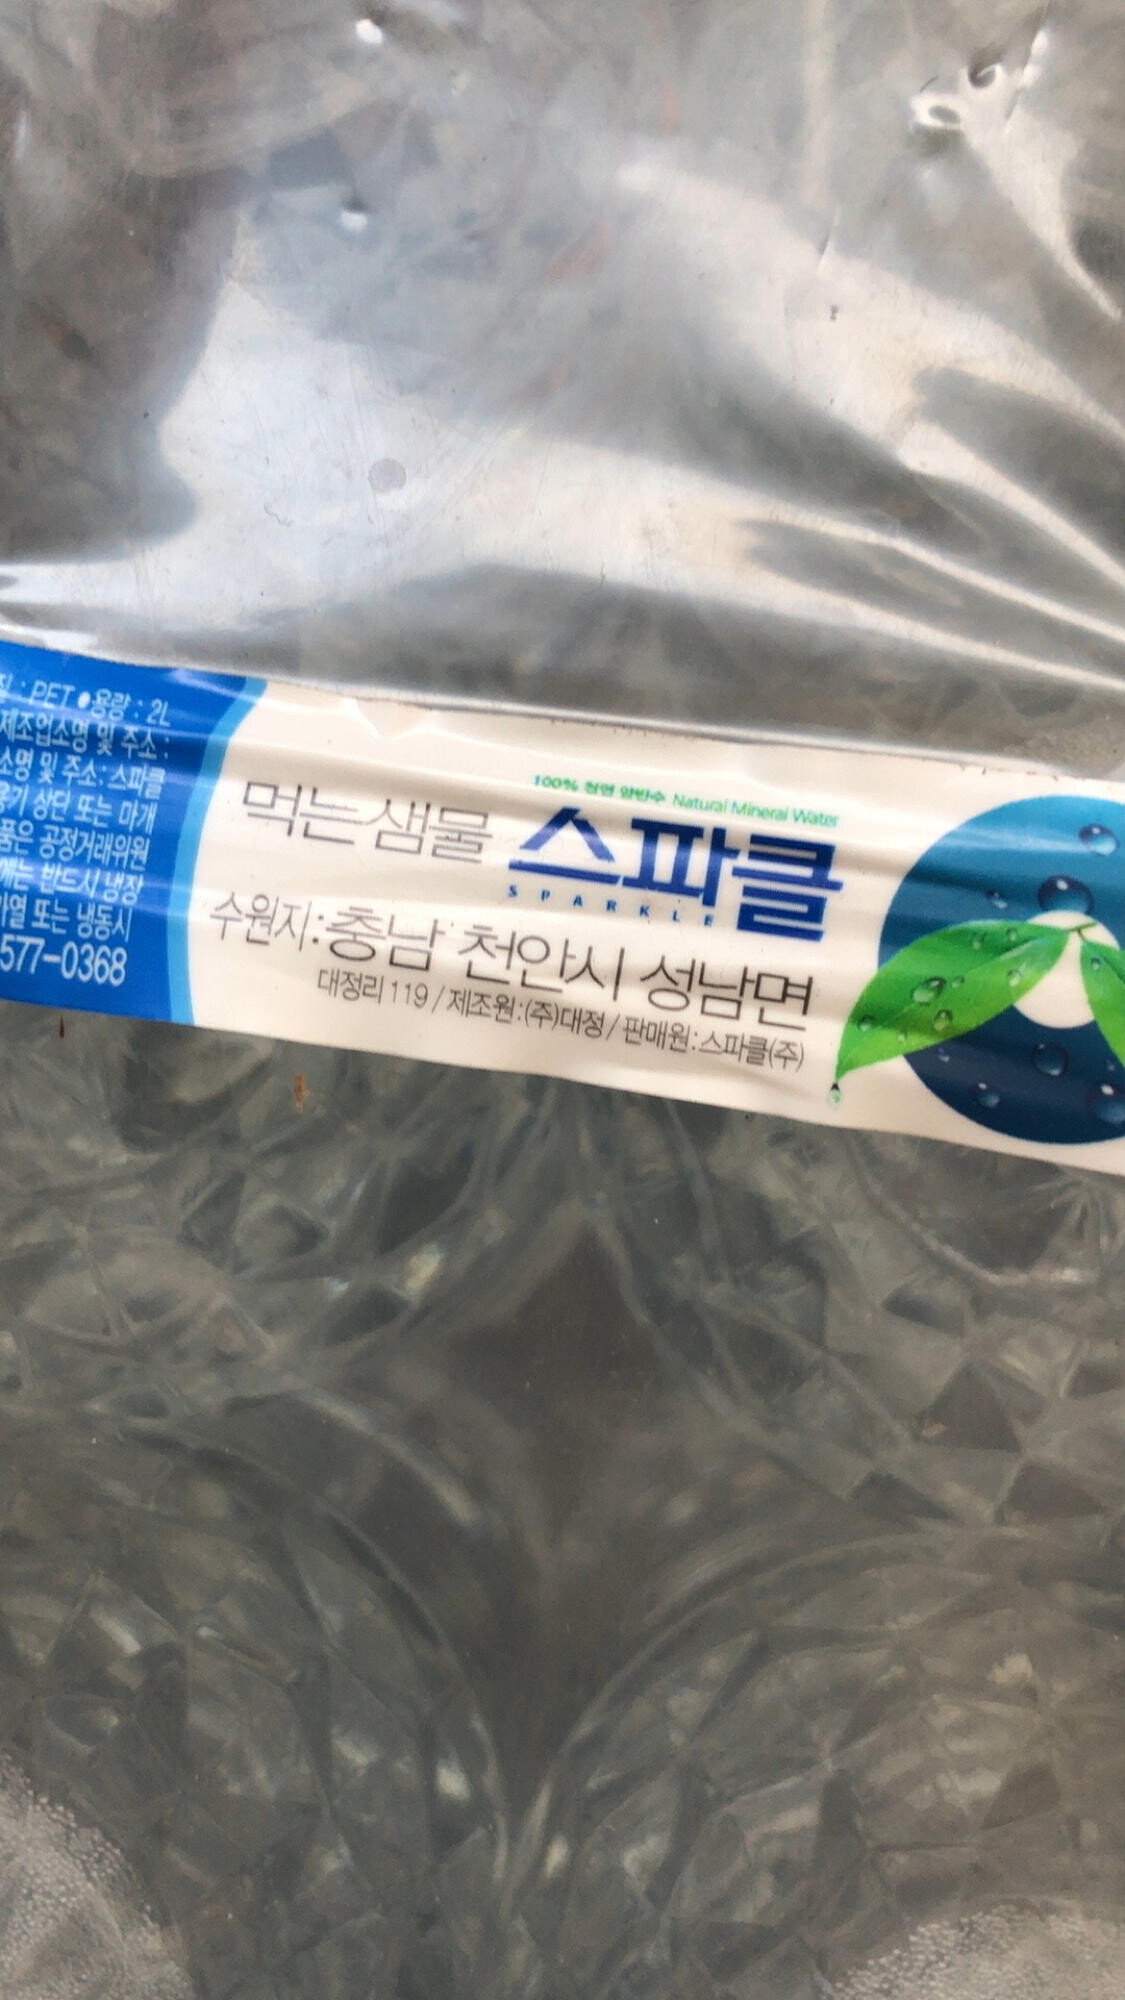 질 : PET ●용량 : 2L
제조업소명 및 주소 :
소명 및 주소: 스파클
용기 상단 또는 마개
품은 공정거래위원
에는 반드시 냉장
가열 또는 냉동시
577-0368
100% 천연 암반수 Natural Mineral Water
먹는샘물 스파클
SPARKLE
수원지:충남 천안시 성남면
대정리 119 / 제조원:(주)대정 / 판매원:스파클(주)